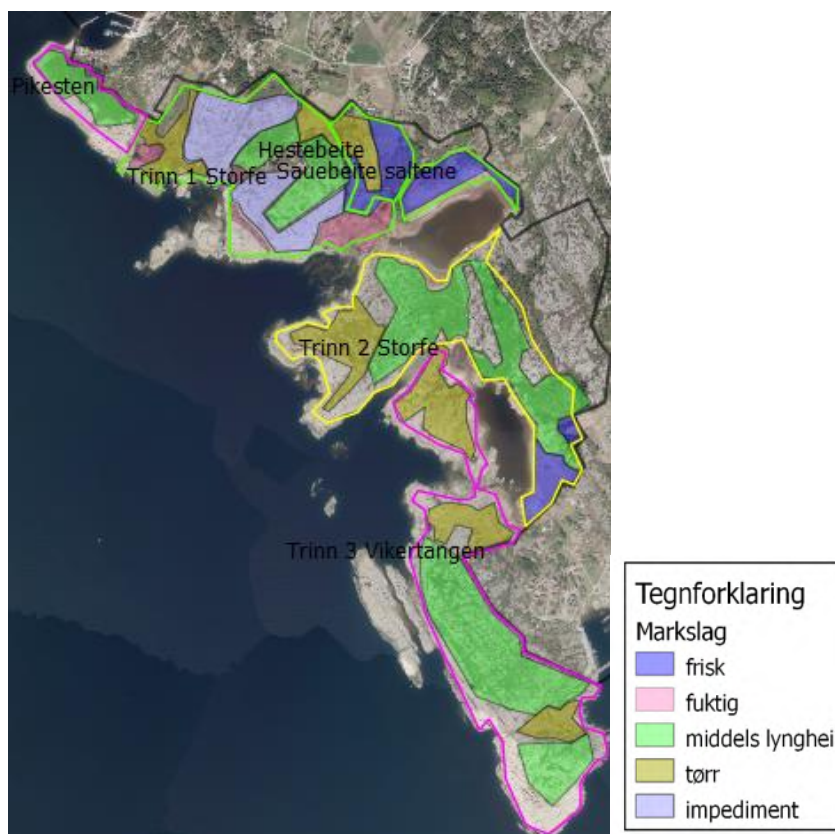 Pikesten
Hestebeite
Trinn 1 Storfe
Sauebeite saltene
Trinn 2 Storfe
Trinn 3 Vikertangen
Tegnforklaring
Markslag
frisk
fuktig
middels lynghei
tørr
impediment